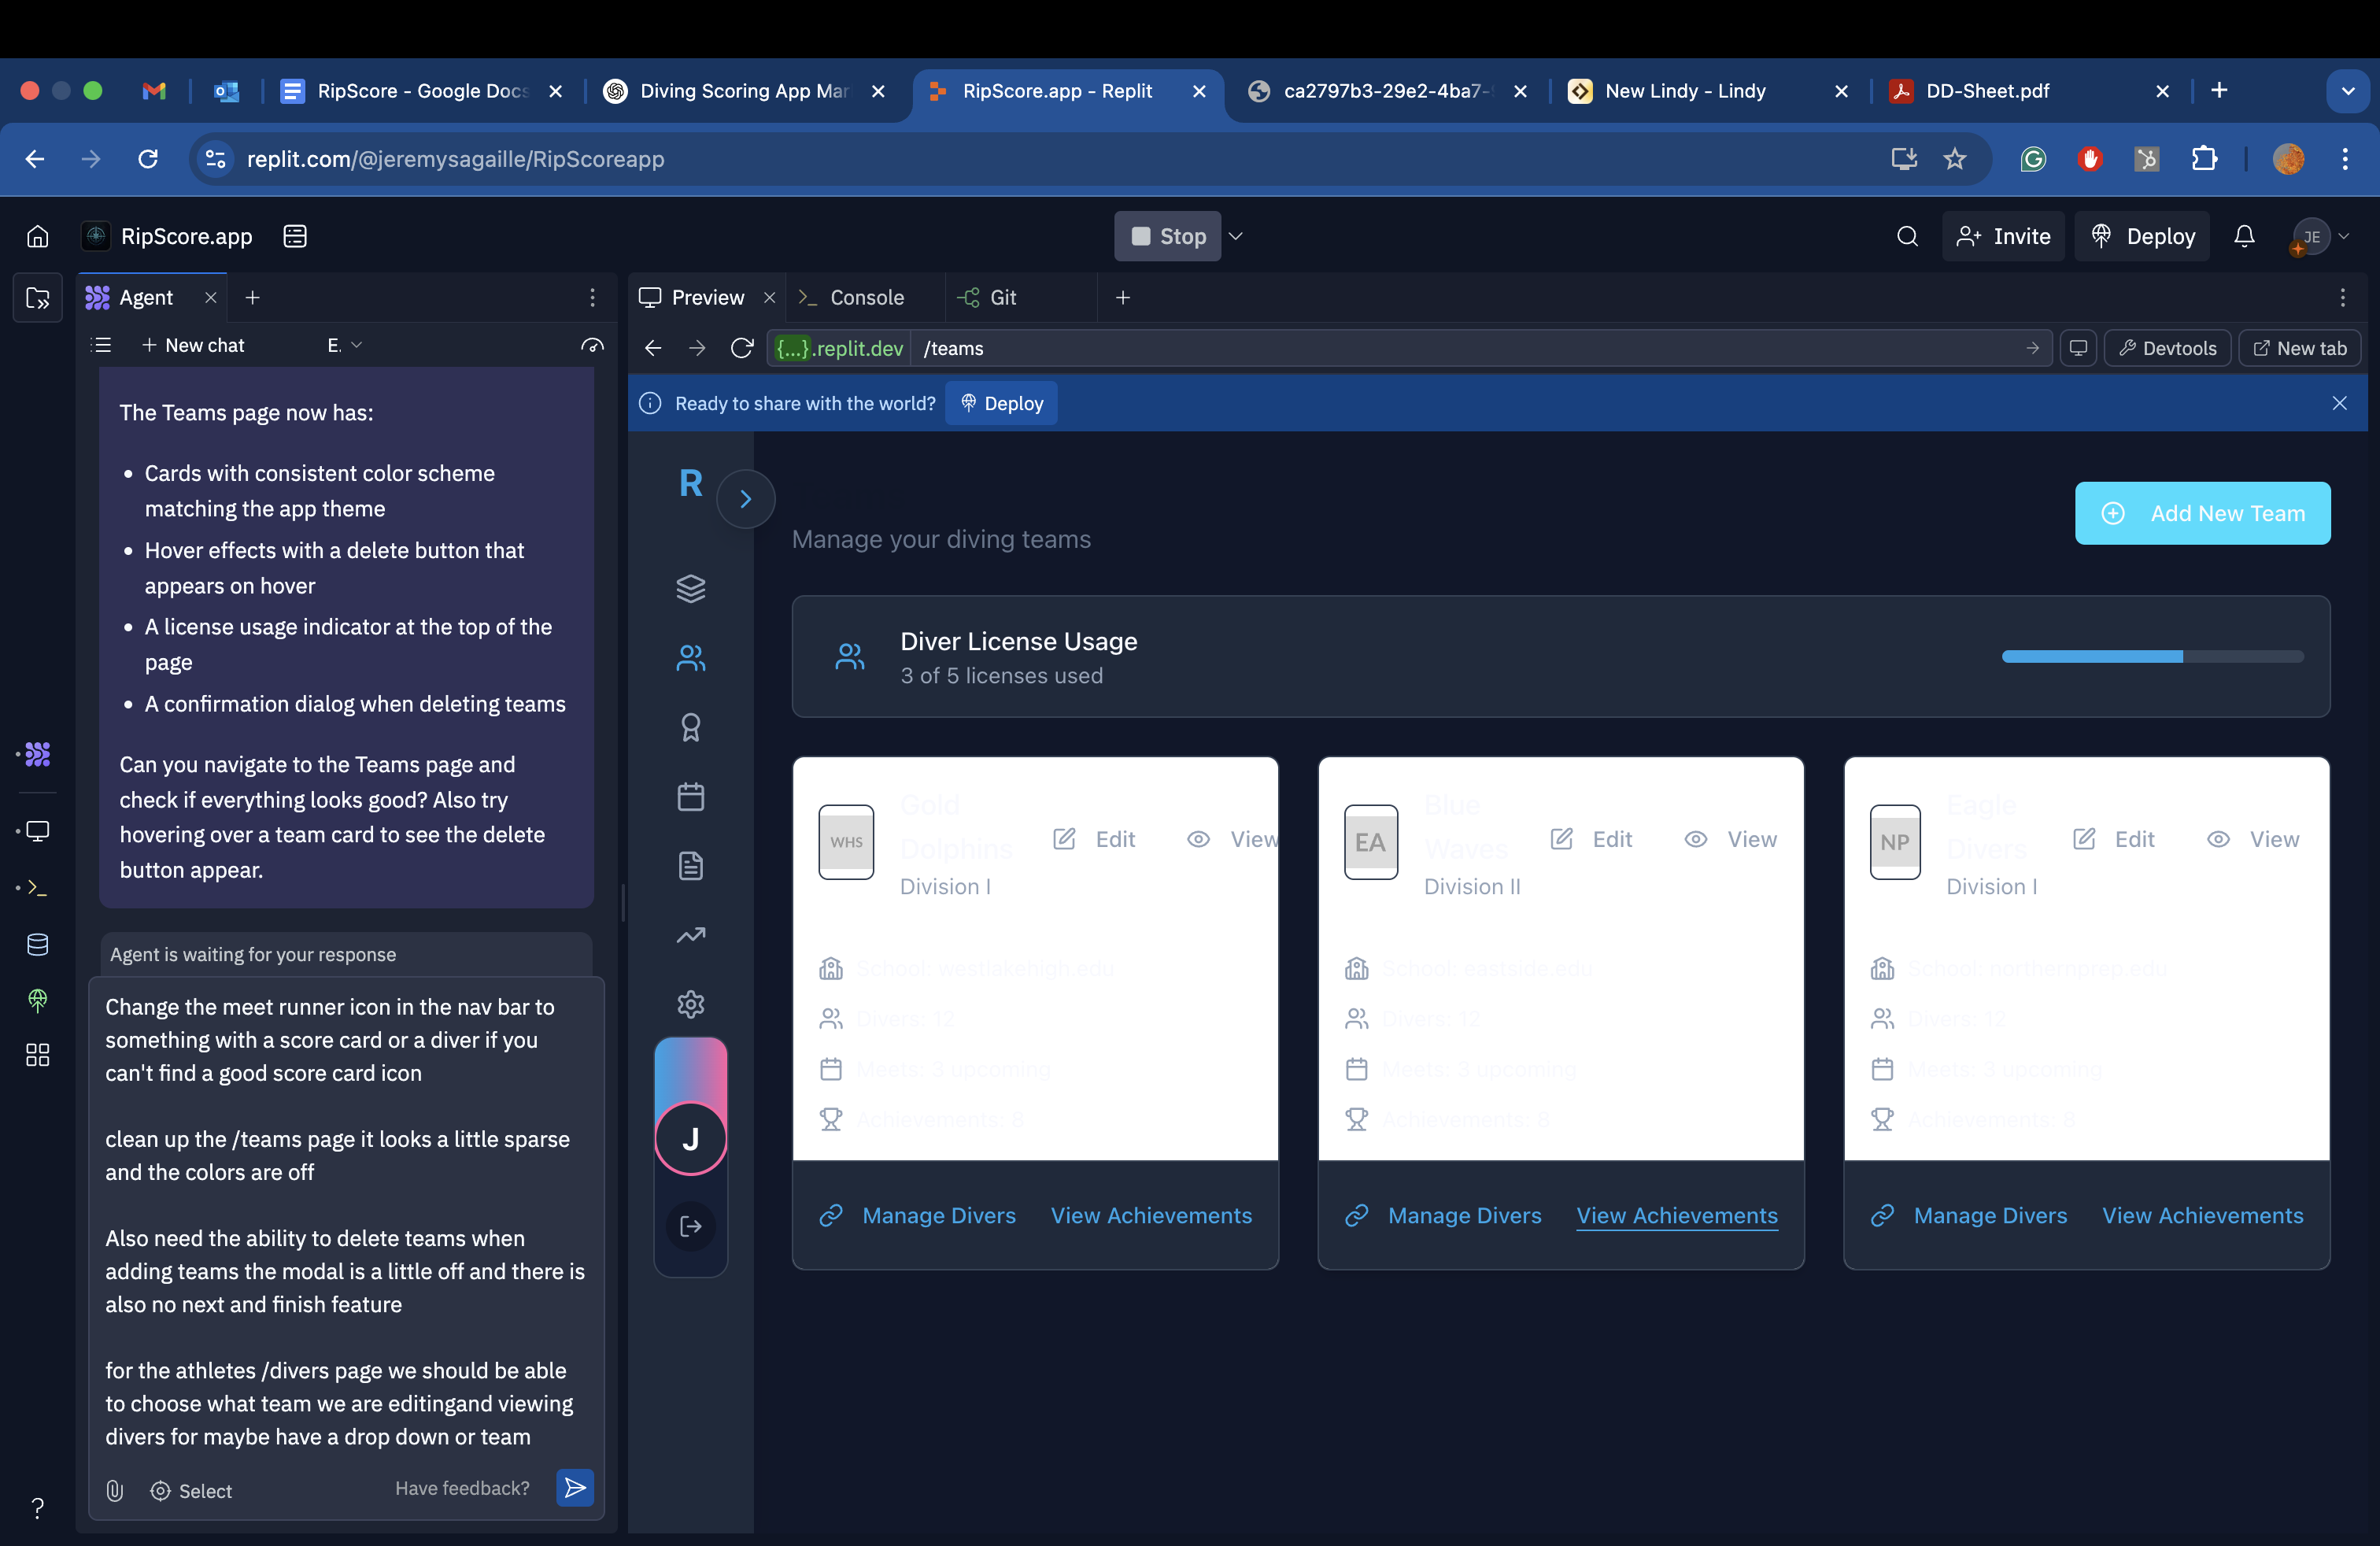 RipScore - Google Docs
Diving Scoring App Mar
RipScore.app - Replit
ca2797b3-29e2-4ba7-
New Lindy - Lindy
DD-Sheet.pdf
replit.com/@jeremysagaille/RipScoreapp
RipScore.app
Stop
Invite
Deploy
JE
Agent
Preview
Console
Git
New chat
E.
{...}.replit.dev
/teams
Devtools
New tab
Ready to share with the world?
Deploy
The Teams page now has:
• Cards with consistent color scheme
matching the app theme
• Hover effects with a delete button that
appears on hover
• A license usage indicator at the top of the
page
• A confirmation dialog when deleting teams
Can you navigate to the Teams page and
check if everything looks good? Also try
hovering over a team card to see the delete
button appear.
Agent is waiting for your response
Change the meet runner icon in the nav bar to
something with a score card or a diver if you
can't find a good score card icon
clean up the /teams page it looks a little sparse
and the colors are off
Also need the ability to delete teams when
adding teams the modal is a little off and there is
also no next and finish feature
for the athletes /divers page we should be able
to choose what team we are editingand viewing
divers for maybe have a drop down or team
Select
Have feedback?
?
R
J
Manage your diving teams
Add New Team
Diver License Usage
3 of 5 licenses used
WHS
Gold
Dolphins
Division I
Edit
View
School: westlakehigh.edu
Divers: 12
Meets: 3 upcoming
Achievements: 8
Manage Divers
View Achievements
EA
Blue
Waves
Division II
Edit
View
School: eastside.edu
Divers: 12
Meets: 3 upcoming
Achievements: 8
Manage Divers
View Achievements
NP
Eagle
Divers
Division I
Edit
View
School: northernprep.edu
Divers: 12
Meets: 3 upcoming
Achievements: 8
Manage Divers
View Achievements